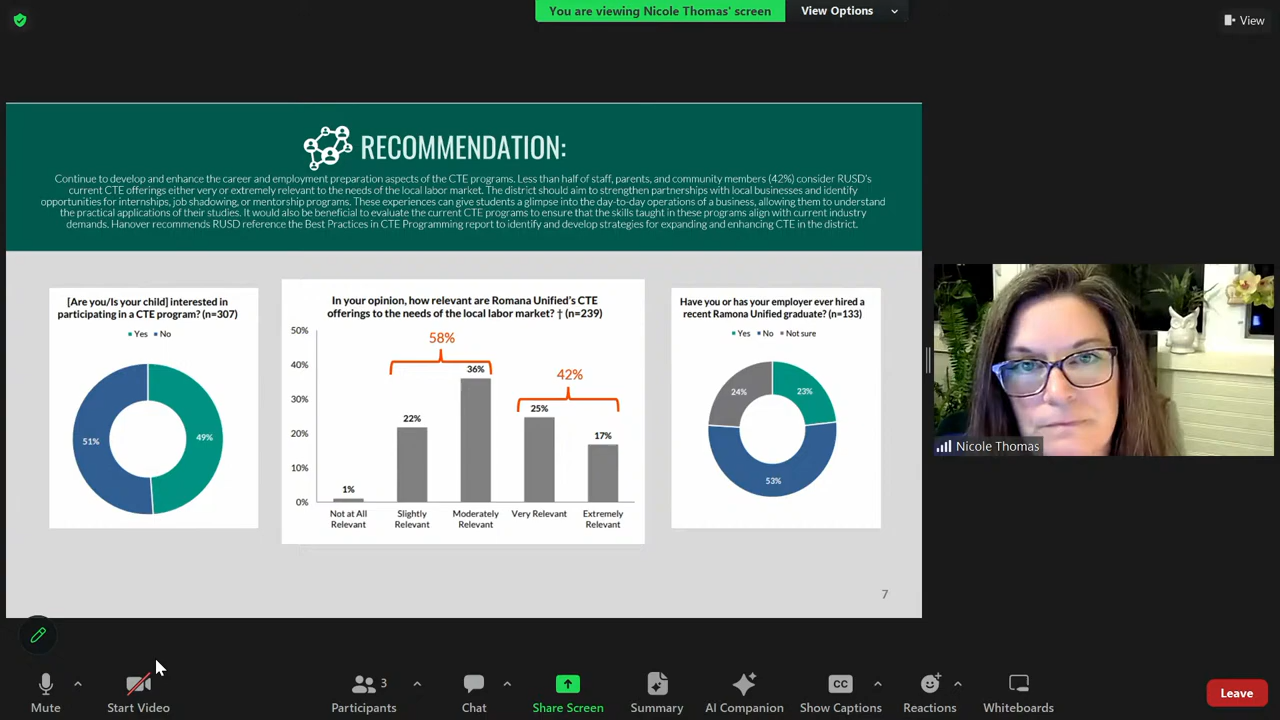 You are viewing Nicole Thomas' screen
View Options
View
RECOMMENDATION:
Continue to develop and enhance the career and employment preparation aspects of the CTE programs. Less than half of staff, parents, and community members (42%) consider RUSD's
current CTE offerings either very or extremely relevant to the needs of the local labor market. The district should aim to strengthen partnerships with local businesses and identify
opportunities for internships, job shadowing, or mentorship programs. These experiences can give students a glimpse into the day-to-day operations of a business, allowing them to understand
the practical applications of their studies. It would also be beneficial to evaluate the current CTE programs to ensure that the skills taught in these programs align with current industry
demands. Hanover recommends RUSD reference the Best Practices in CTE Programming report to identify and develop strategies for expanding and enhancing CTE in the district.
[Are you/Is your child] interested in
participating in a CTE program? (n=307)
Yes No
51%
49%
In your opinion, how relevant are Romana Unified's CTE
offerings to the needs of the local labor market? † (n=239)
50%
40%
30%
20%
10%
0%
58%
42%
1%
22%
36%
25%
17%
Not at All
Relevant
Slightly
Relevant
Moderately
Relevant
Very Relevant
Extremely
Relevant
Have you or has your employer ever hired a
recent Ramona Unified graduate? (n=133)
Yes No Not sure
24%
23%
53%
7
Nicole Thomas
Mute
Start Video
3
Participants
Chat
Share Screen
Summary
AI Companion
CC
Show Captions
Reactions
Whiteboards
Leave